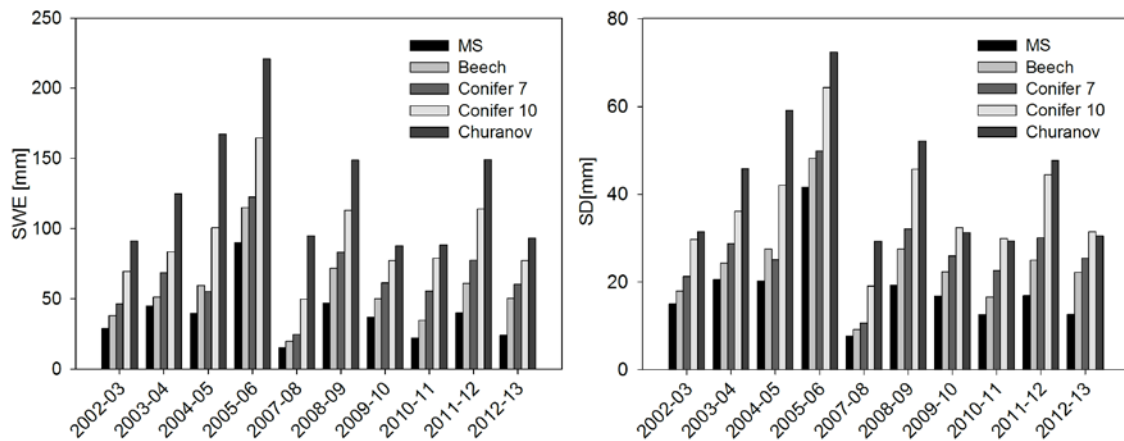 250
200
150
100
50
0
SWE [mm]
MS
Beech
Conifer 7
Conifer 10
Churanov
2002-03
2003-04
2004-05
2005-06
2007-08
2008-09
2009-10
2010-11
2011-12
2012-13
80
60
40
20
0
SD[mm]
MS
Beech
Conifer 7
Conifer 10
Churanov
2002-03
2003-04
2004-05
2005-06
2007-08
2008-09
2009-10
2010-11
2011-12
2012-13